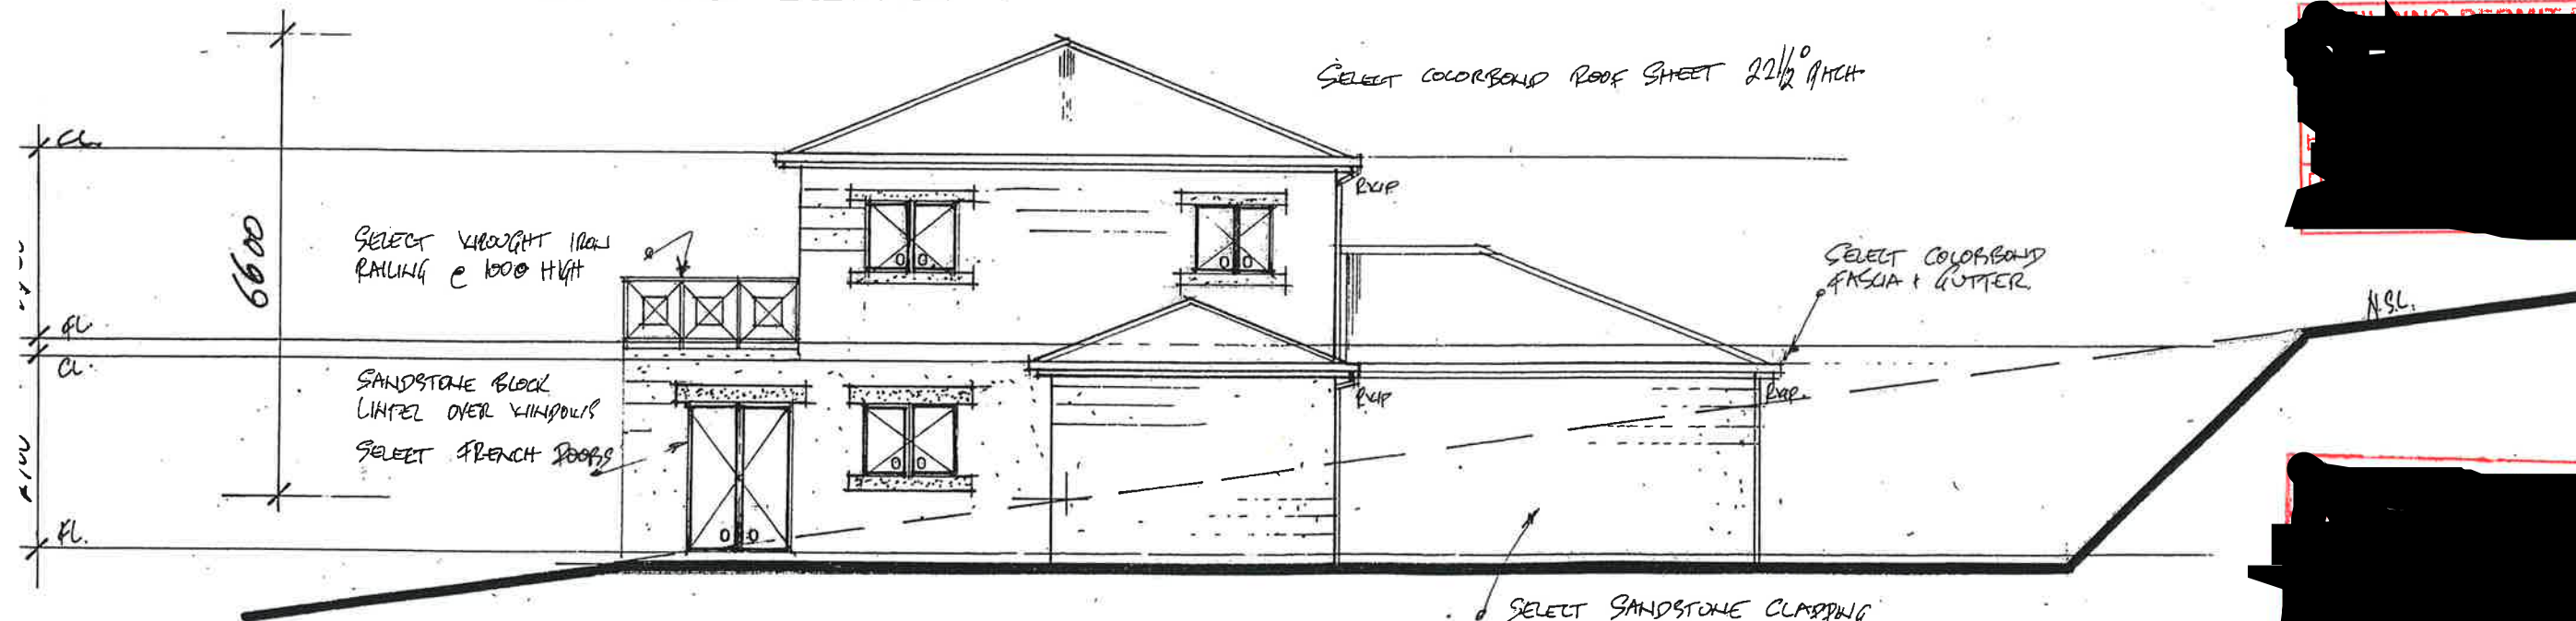 SELECT COLORBOND ROOF SHEET 22½° PITCH
CL.
RWP
6600
SELECT WROUGHT IRON
RAILING @ 1000 HIGH
SELECT COLORBOND
FASCIA + GUTTER
N.S.L.
FL.
CL.
SANDSTONE BLOCK
LINTEL OVER WINDOWS
RWP
RWP.
SELECT FRENCH DOORS
FL.
SELECT SANDSTONE CLADDING